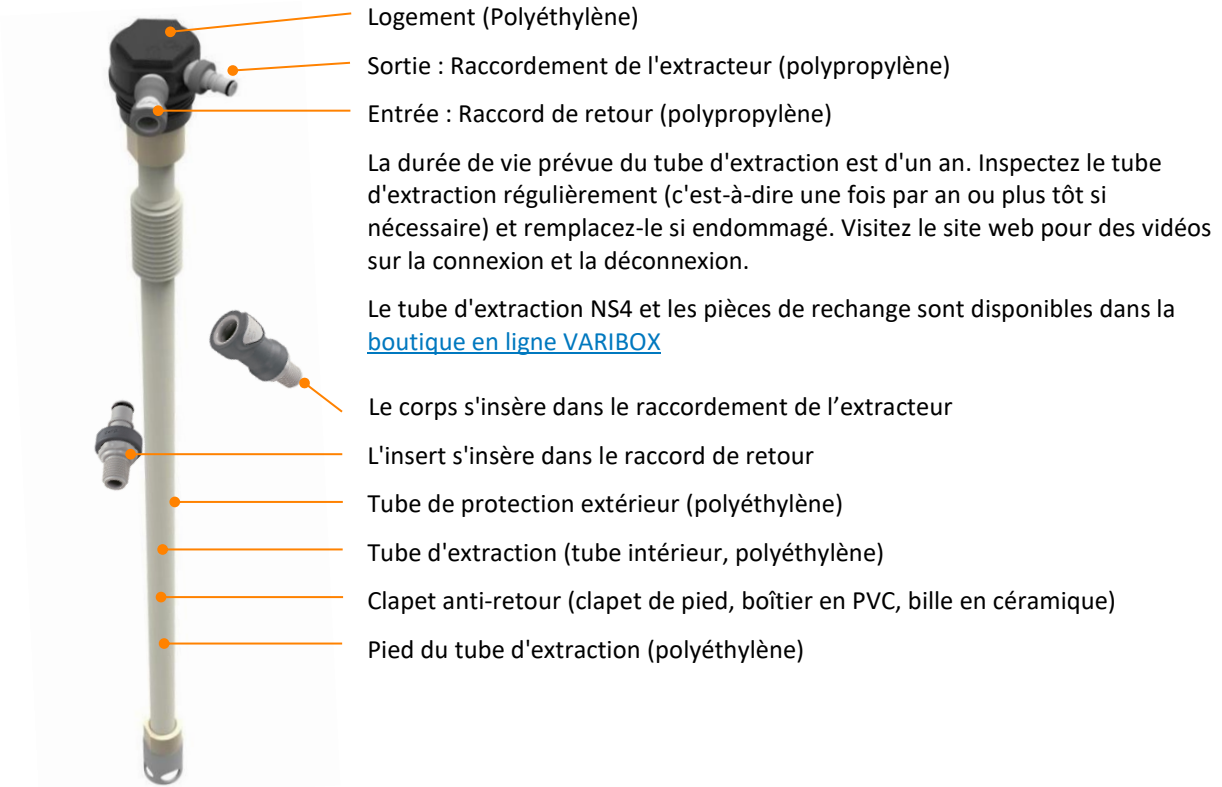 Logement (Polyéthylène)
Sortie : Raccordement de l'extracteur (polypropylène)
Entrée : Raccord de retour (polypropylène)
La durée de vie prévue du tube d'extraction est d'un an. Inspectez le tube
d'extraction régulièrement (c'est-à-dire une fois par an ou plus tôt si
nécessaire) et remplacez-le si endommagé. Visitez le site web pour des vidéos
sur la connexion et la déconnexion.
Le tube d'extraction NS4 et les pièces de rechange sont disponibles dans la
boutique en ligne VARIBOX
Le corps s'insère dans le raccordement de l’extracteur
L'insert s'insère dans le raccord de retour
Tube de protection extérieur (polyéthylène)
Tube d'extraction (tube intérieur, polyéthylène)
Clapet anti-retour (clapet de pied, boîtier en PVC, bille en céramique)
Pied du tube d'extraction (polyéthylène)